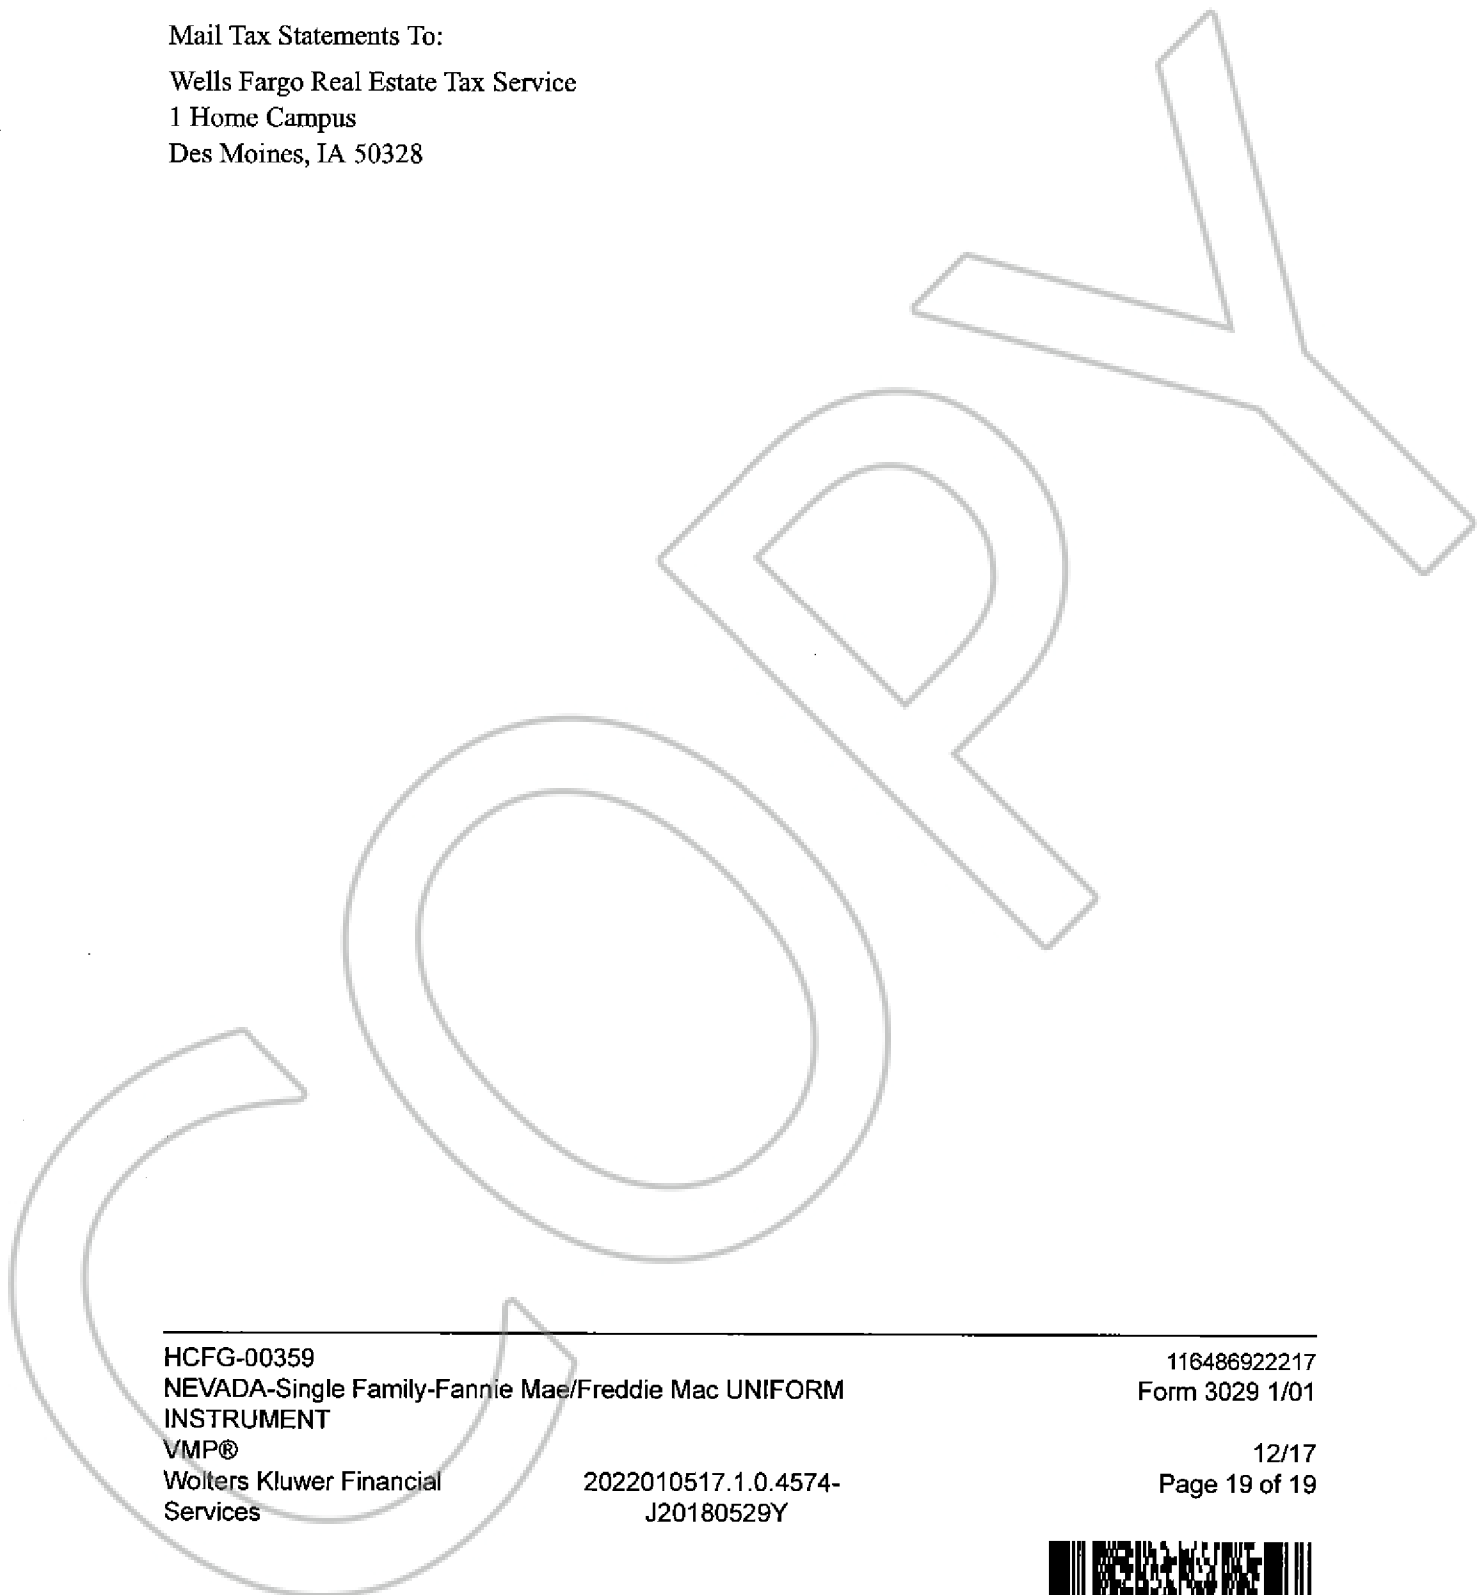 Mail Tax Statements To:
Wells Fargo Real Estate Tax Service
1 Home Campus
Des Moines, IA 50328
COPY
HCFG-00359 116486922217
NEVADA-Single Family-Fannie Mae/Freddie Mac UNIFORM Form 3029 1/01
INSTRUMENT
VMP® 12/17
Wolters Kluwer Financial 2022010517.1.0.4574- Page 19 of 19
Services J20180529Y